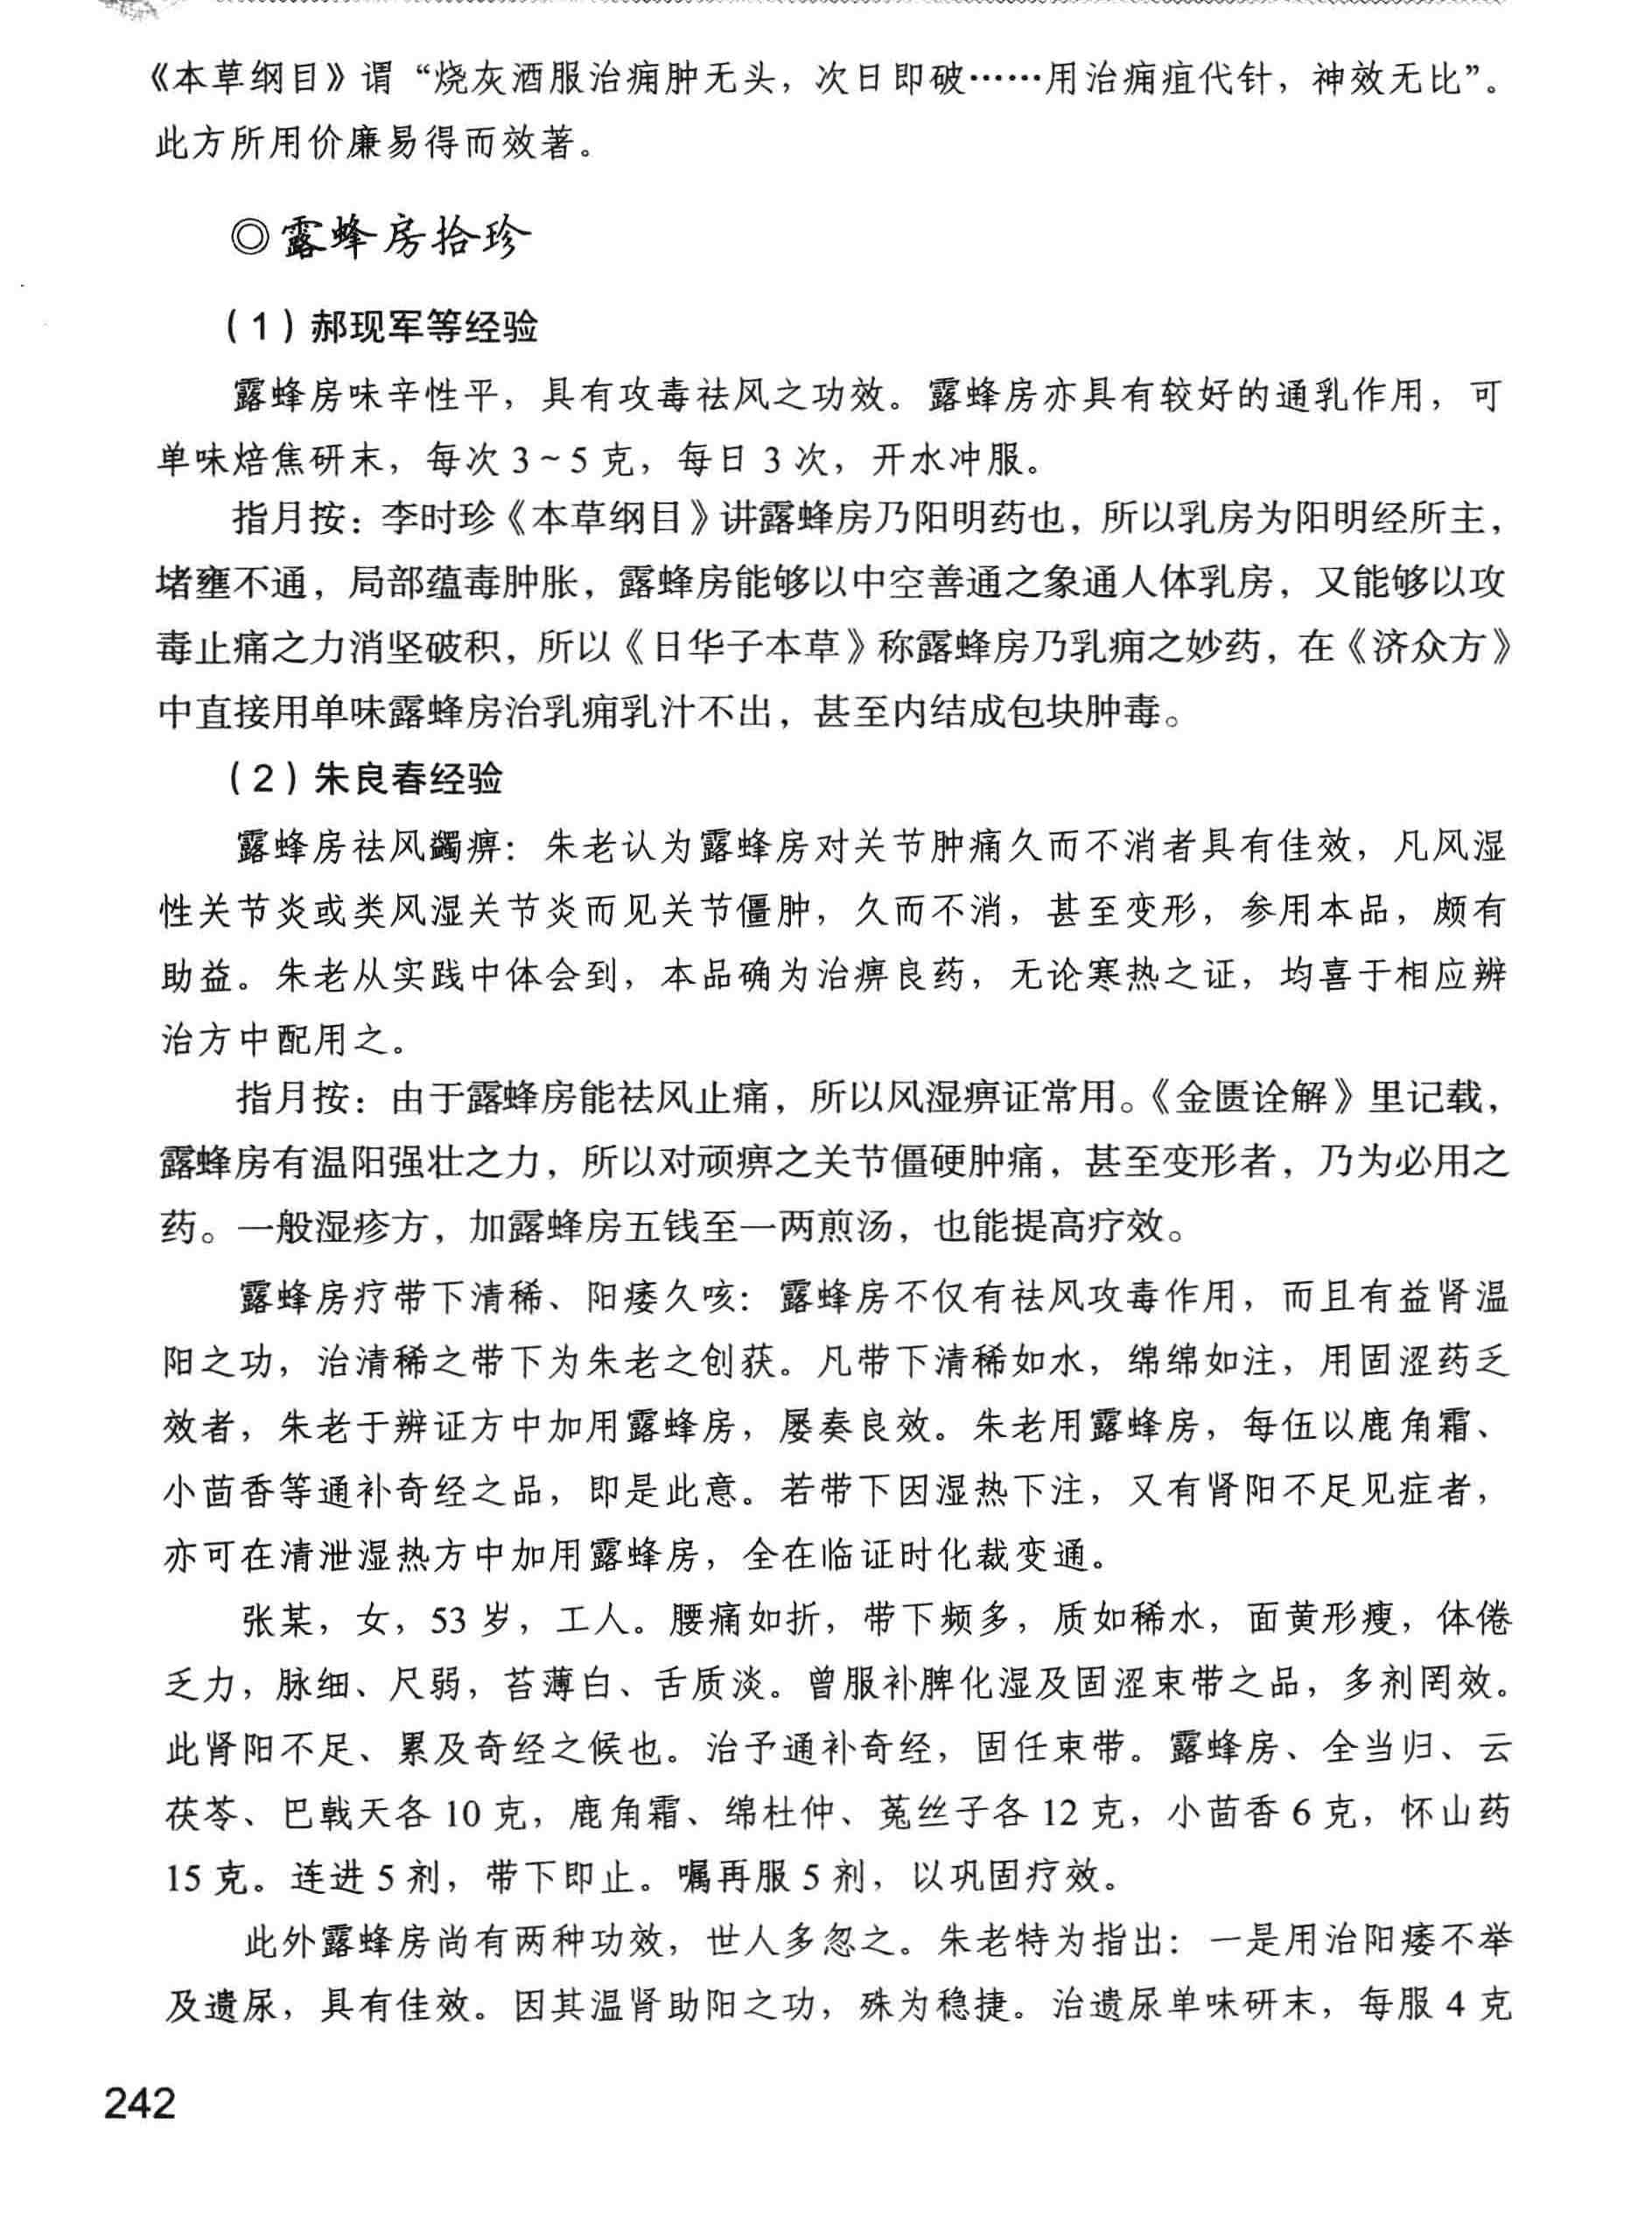 《本草纲目》谓“烧灰酒服治痈肿无头，次日即破……用治痈疽代针，神效无比”。
此方所用价廉易得而效著。
◎露蜂房拾珍
（1）郝现军等经验
露蜂房味辛性平，具有攻毒祛风之功效。露蜂房亦具有较好的通乳作用，可
单味焙焦研末，每次 3～5 克，每日 3 次，开水冲服。
指月按：李时珍《本草纲目》讲露蜂房乃阳明药也，所以乳房为阳明经所主，
堵壅不通，局部蕴毒肿胀，露蜂房能够以中空善通之象通人体乳房，又能够以攻
毒止痛之力消坚破积，所以《日华子本草》称露蜂房乃乳痈之妙药，在《济众方》
中直接用单味露蜂房治乳痈乳汁不出，甚至内结成包块肿毒。
（2）朱良春经验
露蜂房祛风蠲痹：朱老认为露蜂房对关节肿痛久而不消者具有佳效，凡风湿
性关节炎或类风湿关节炎而见关节僵肿，久而不消，甚至变形，参用本品，颇有
助益。朱老从实践中体会到，本品确为治痹良药，无论寒热之证，均喜于相应辨
治方中配用之。
指月按：由于露蜂房能祛风止痛，所以风湿痹证常用。《金匮诠解》里记载，
露蜂房有温阳强壮之力，所以对顽痹之关节僵硬肿痛，甚至变形者，乃为必用之
药。一般湿疹方，加露蜂房五钱至一两煎汤，也能提高疗效。
露蜂房疗带下清稀、阳痿久咳：露蜂房不仅有祛风攻毒作用，而且有益肾温
阳之功，治清稀之带下为朱老之创获。凡带下清稀如水，绵绵如注，用固涩药乏
效者，朱老于辨证方中加用露蜂房，屡奏良效。朱老用露蜂房，每伍以鹿角霜、
小茴香等通补奇经之品，即是此意。若带下因湿热下注，又有肾阳不足见症者，
亦可在清泄湿热方中加用露蜂房，全在临证时化裁变通。
张某，女，53 岁，工人。腰痛如折，带下频多，质如稀水，面黄形瘦，体倦
乏力，脉细、尺弱，苔薄白、舌质淡。曾服补脾化湿及固涩束带之品，多剂罔效。
此肾阳不足、累及奇经之候也。治予通补奇经，固任束带。露蜂房、全当归、云
茯苓、巴戟天各 10 克，鹿角霜、绵杜仲、菟丝子各 12 克，小茴香 6 克，怀山药
15 克。连进 5 剂，带下即止。嘱再服 5 剂，以巩固疗效。
此外露蜂房尚有两种功效，世人多忽之。朱老特为指出：一是用治阳痿不举
及遗尿，具有佳效。因其温肾助阳之功，殊为稳捷。治遗尿单味研末，每服 4 克
242